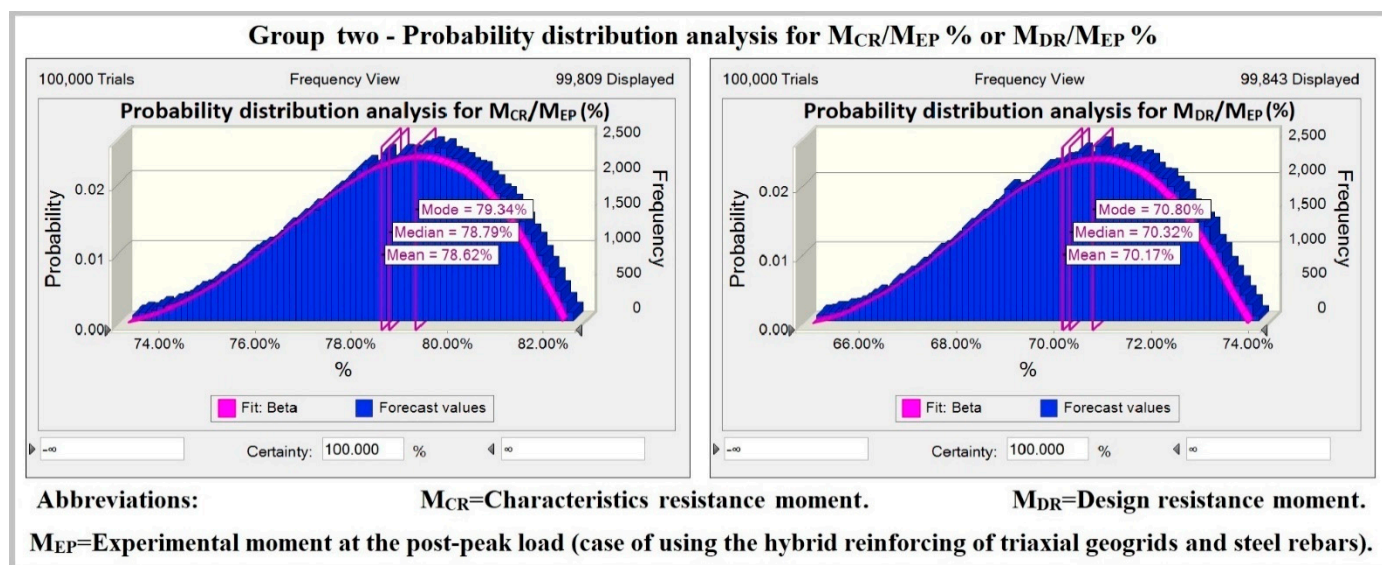 Group two - Probability distribution analysis for MCR/MEP % or MDR/MEP %
100,000 Trials Frequency View 99,809 Displayed
Probability distribution analysis for MCR/MEP (%)
Probability
0.02
0.01
0.00
2,500
2,000
1,500
1,000
500
0
Frequency
Mode = 79.34%
Median = 78.79%
Mean = 78.62%
74.00% 76.00% 78.00% 80.00% 82.00%
%
Fit: Beta Forecast values
-∞ Certainty: 100.000 % ∞
100,000 Trials Frequency View 99,843 Displayed
Probability distribution analysis for MDR/MEP (%)
Probability
0.02
0.01
0.00
2,500
2,000
1,500
1,000
500
0
Frequency
Mode = 70.80%
Median = 70.32%
Mean = 70.17%
66.00% 68.00% 70.00% 72.00% 74.00%
%
Fit: Beta Forecast values
-∞ Certainty: 100.000 % ∞
Abbreviations: MCR=Characteristics resistance moment. MDR=Design resistance moment.
MEP=Experimental moment at the post-peak load (case of using the hybrid reinforcing of triaxial geogrids and steel rebars).